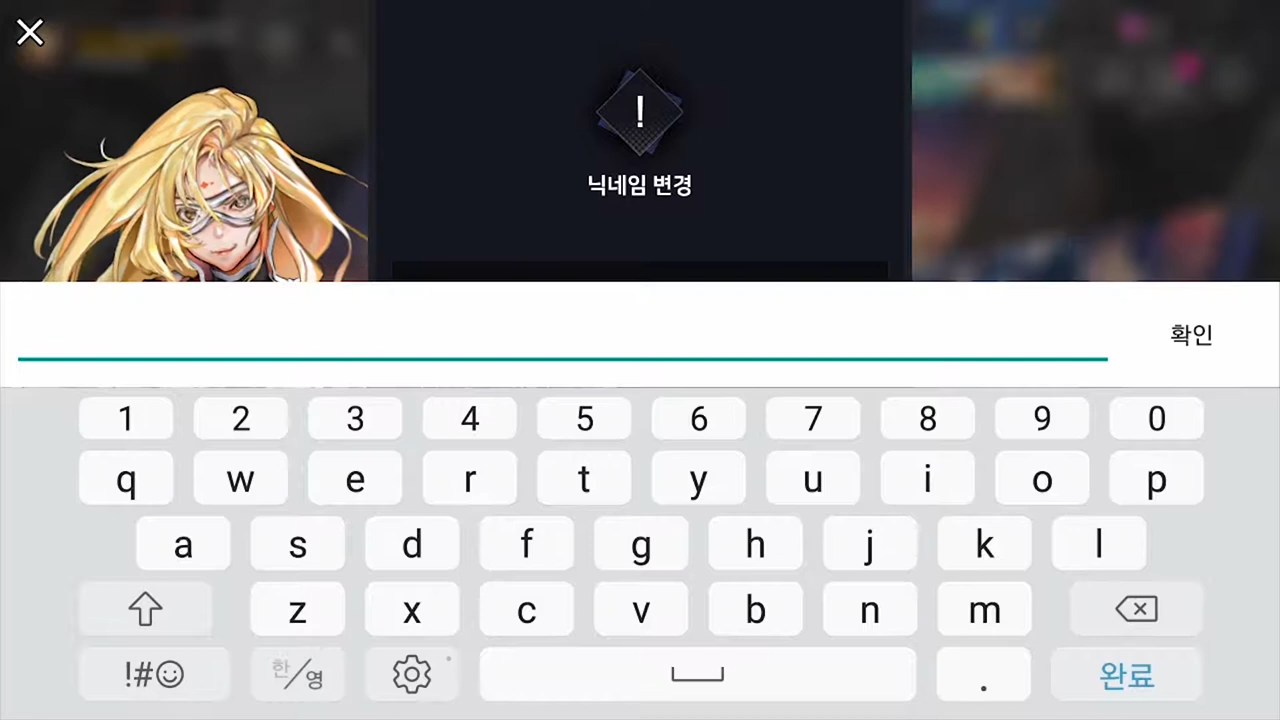 !
닉네임 변경
확인
1 2 3 4 5 6 7 8 9 0
q w e r t y u i o p
a s d f g h j k l
z x c v b n m
!#☺ 한/영 . 완료